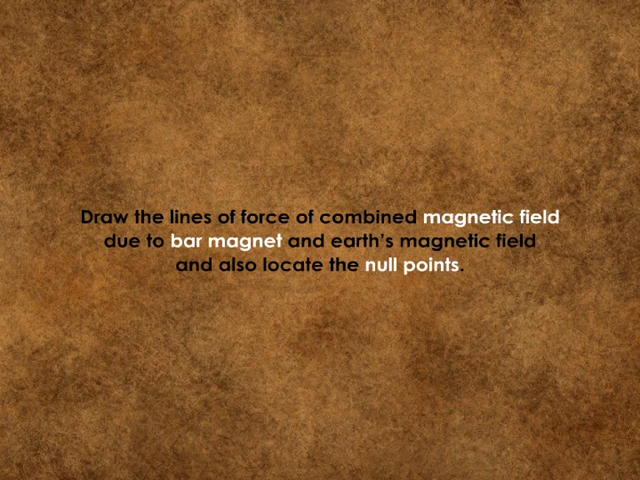 Draw the lines of force of combined magnetic field
due to bar magnet and earth's magnetic field
and also locate the null points.